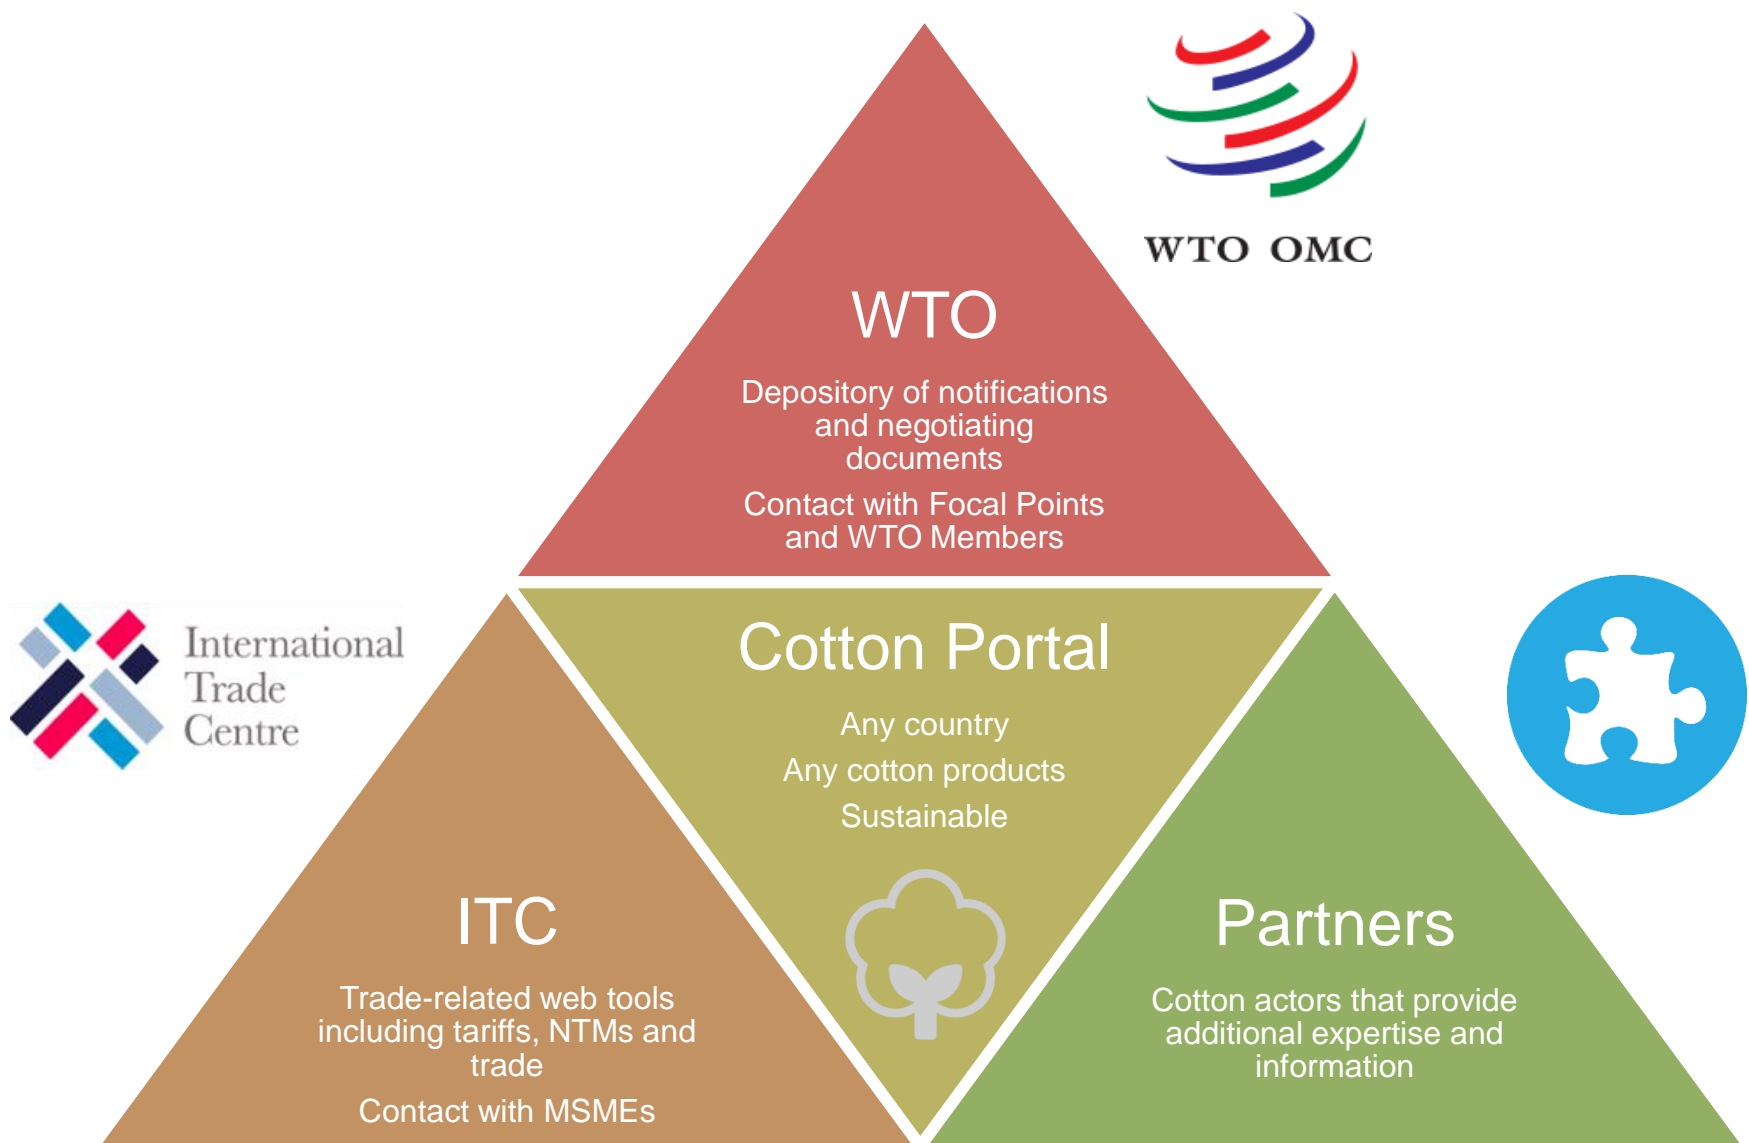 WTO OMC
WTO
Depository of notifications
and negotiating
documents
Contact with Focal Points
and WTO Members
International
Trade
Centre
Cotton Portal
Any country
Any cotton products
Sustainable
ITC
Trade-related web tools
including tariffs, NTMs and
trade
Contact with MSMEs
Partners
Cotton actors that provide
additional expertise and
information